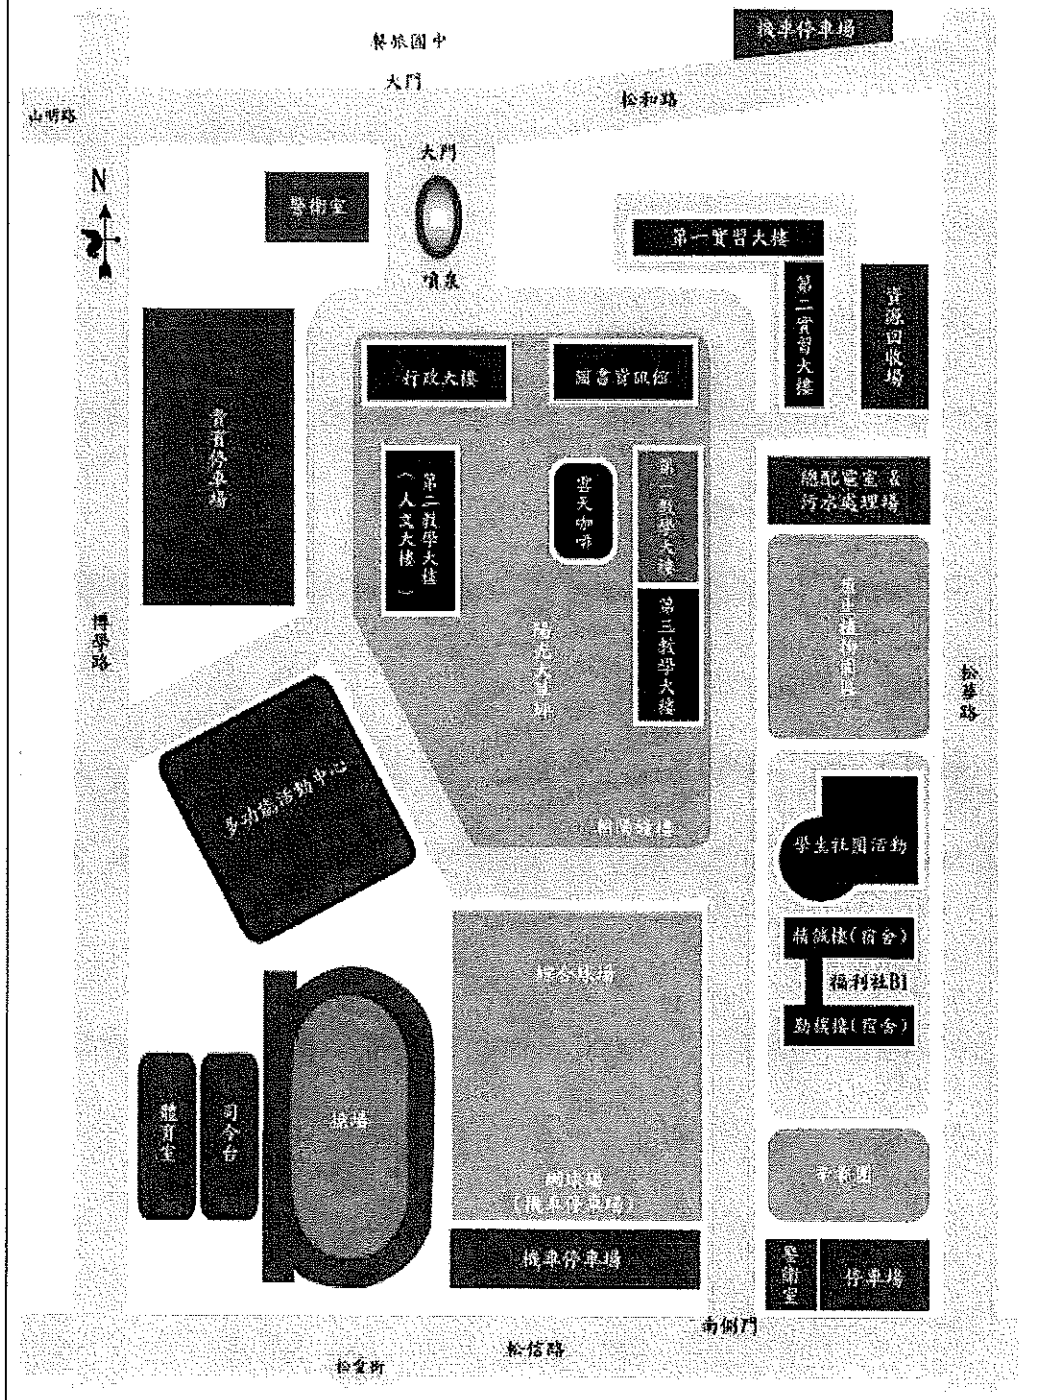 機車停車場
大門
松和路
山明路
大門
N
警衛室
噴泉
第一實習大樓
第二實習大樓
資源回收場
行政大樓
圖書資訊館
貴賓停車場
第二教學大樓
(人文大樓)
雲天咖啡
第一教學大樓
第三教學大樓
總配電室 &
污水處理場
陽光大草坪
博學路
松華路
多功能活動中心
學生社團活動
精誠樓(宿舍)
福利社B1
勤樸樓(宿舍)
綜合球場
操場
體育室
司令台
網球場
(機車停車場)
機車停車場
警衛室
停車場
南側門
松信路